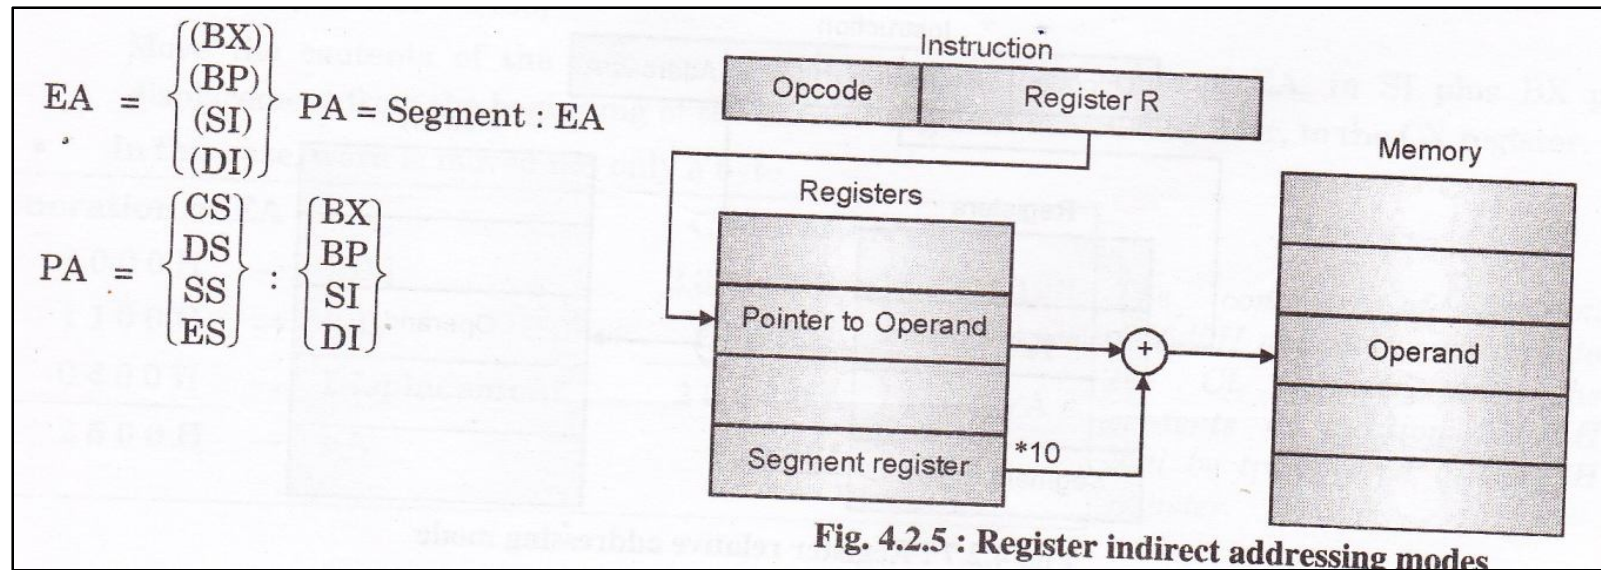 EA = {(BX) (BP) (SI) (DI)} PA = Segment : EA
PA = {CS DS SS ES} : {BX BP SI DI}
Instruction
Opcode Register R
Registers
Pointer to Operand
Segment register
*10
+
Memory
Operand
Fig. 4.2.5 : Register indirect addressing modes